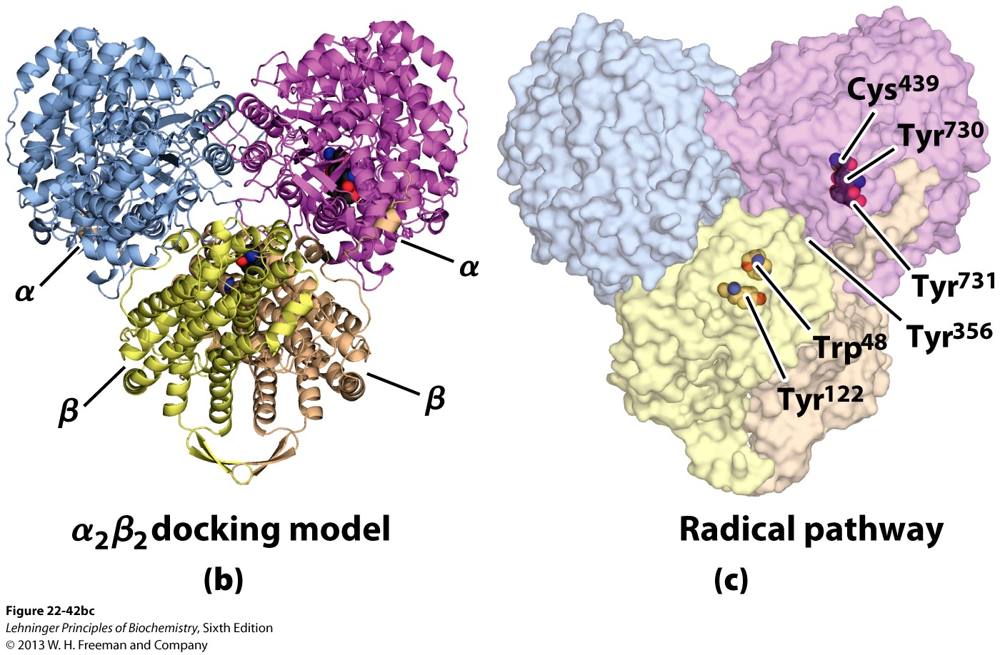 α
α
β
β
α₂β₂ docking model
(b)
Cys⁴³⁹
Tyr⁷³⁰
Tyr⁷³¹
Tyr³⁵⁶
Trp⁴⁸
Tyr¹²²
Radical pathway
(c)
Figure 22-42bc
Lehninger Principles of Biochemistry, Sixth Edition
© 2013 W. H. Freeman and Company